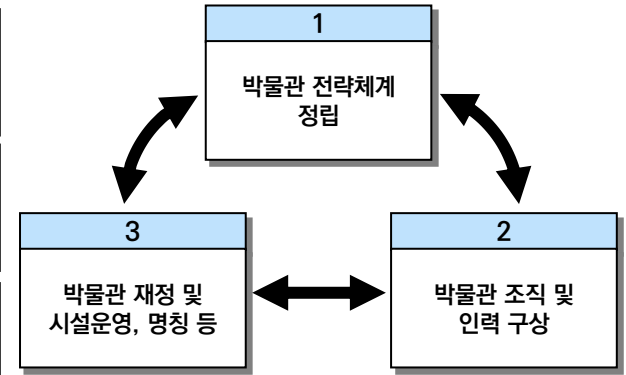 1
박물관 전략체계
정립
3
박물관 재정 및
시설운영, 명칭 등
2
박물관 조직 및
인력 구상